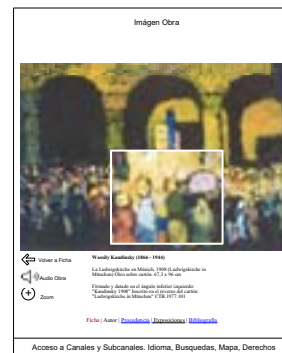 Imágen Obra
Volver a Ficha
Audio Obra
Zoom
Wassily Kandinsky (1866 - 1944)
La Ludwigskirche en Múnich, 1908 (Ludwigskirche in
München) Óleo sobre cartón. 67,3 x 96 cm
Firmado y datado en el ángulo inferior izquierdo:
"Kandinsky 1908" Inscrito en el reverso del cartón:
"Ludwigskirche in München" CTB.1977.101
Ficha | Autor | Procedencia | Exposiciones | Bibliografía
Acceso a Canales y Subcanales. Idioma, Busquedas, Mapa, Derechos